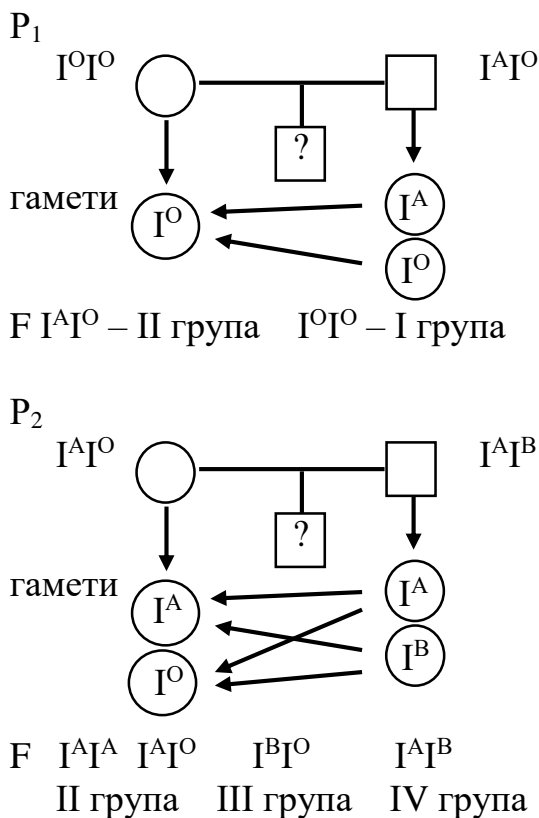 P₁
IᴼIᴼ IᴬIᴼ
?
гамети
Iᴼ Iᴬ
Iᴼ
F IᴬIᴼ – II група IᴼIᴼ – I група
P₂
IᴬIᴼ IᴬIᴮ
?
гамети
Iᴬ Iᴬ
Iᴼ Iᴮ
F IᴬIᴬ IᴬIᴼ IᴮIᴼ IᴬIᴮ
II група III група IV група